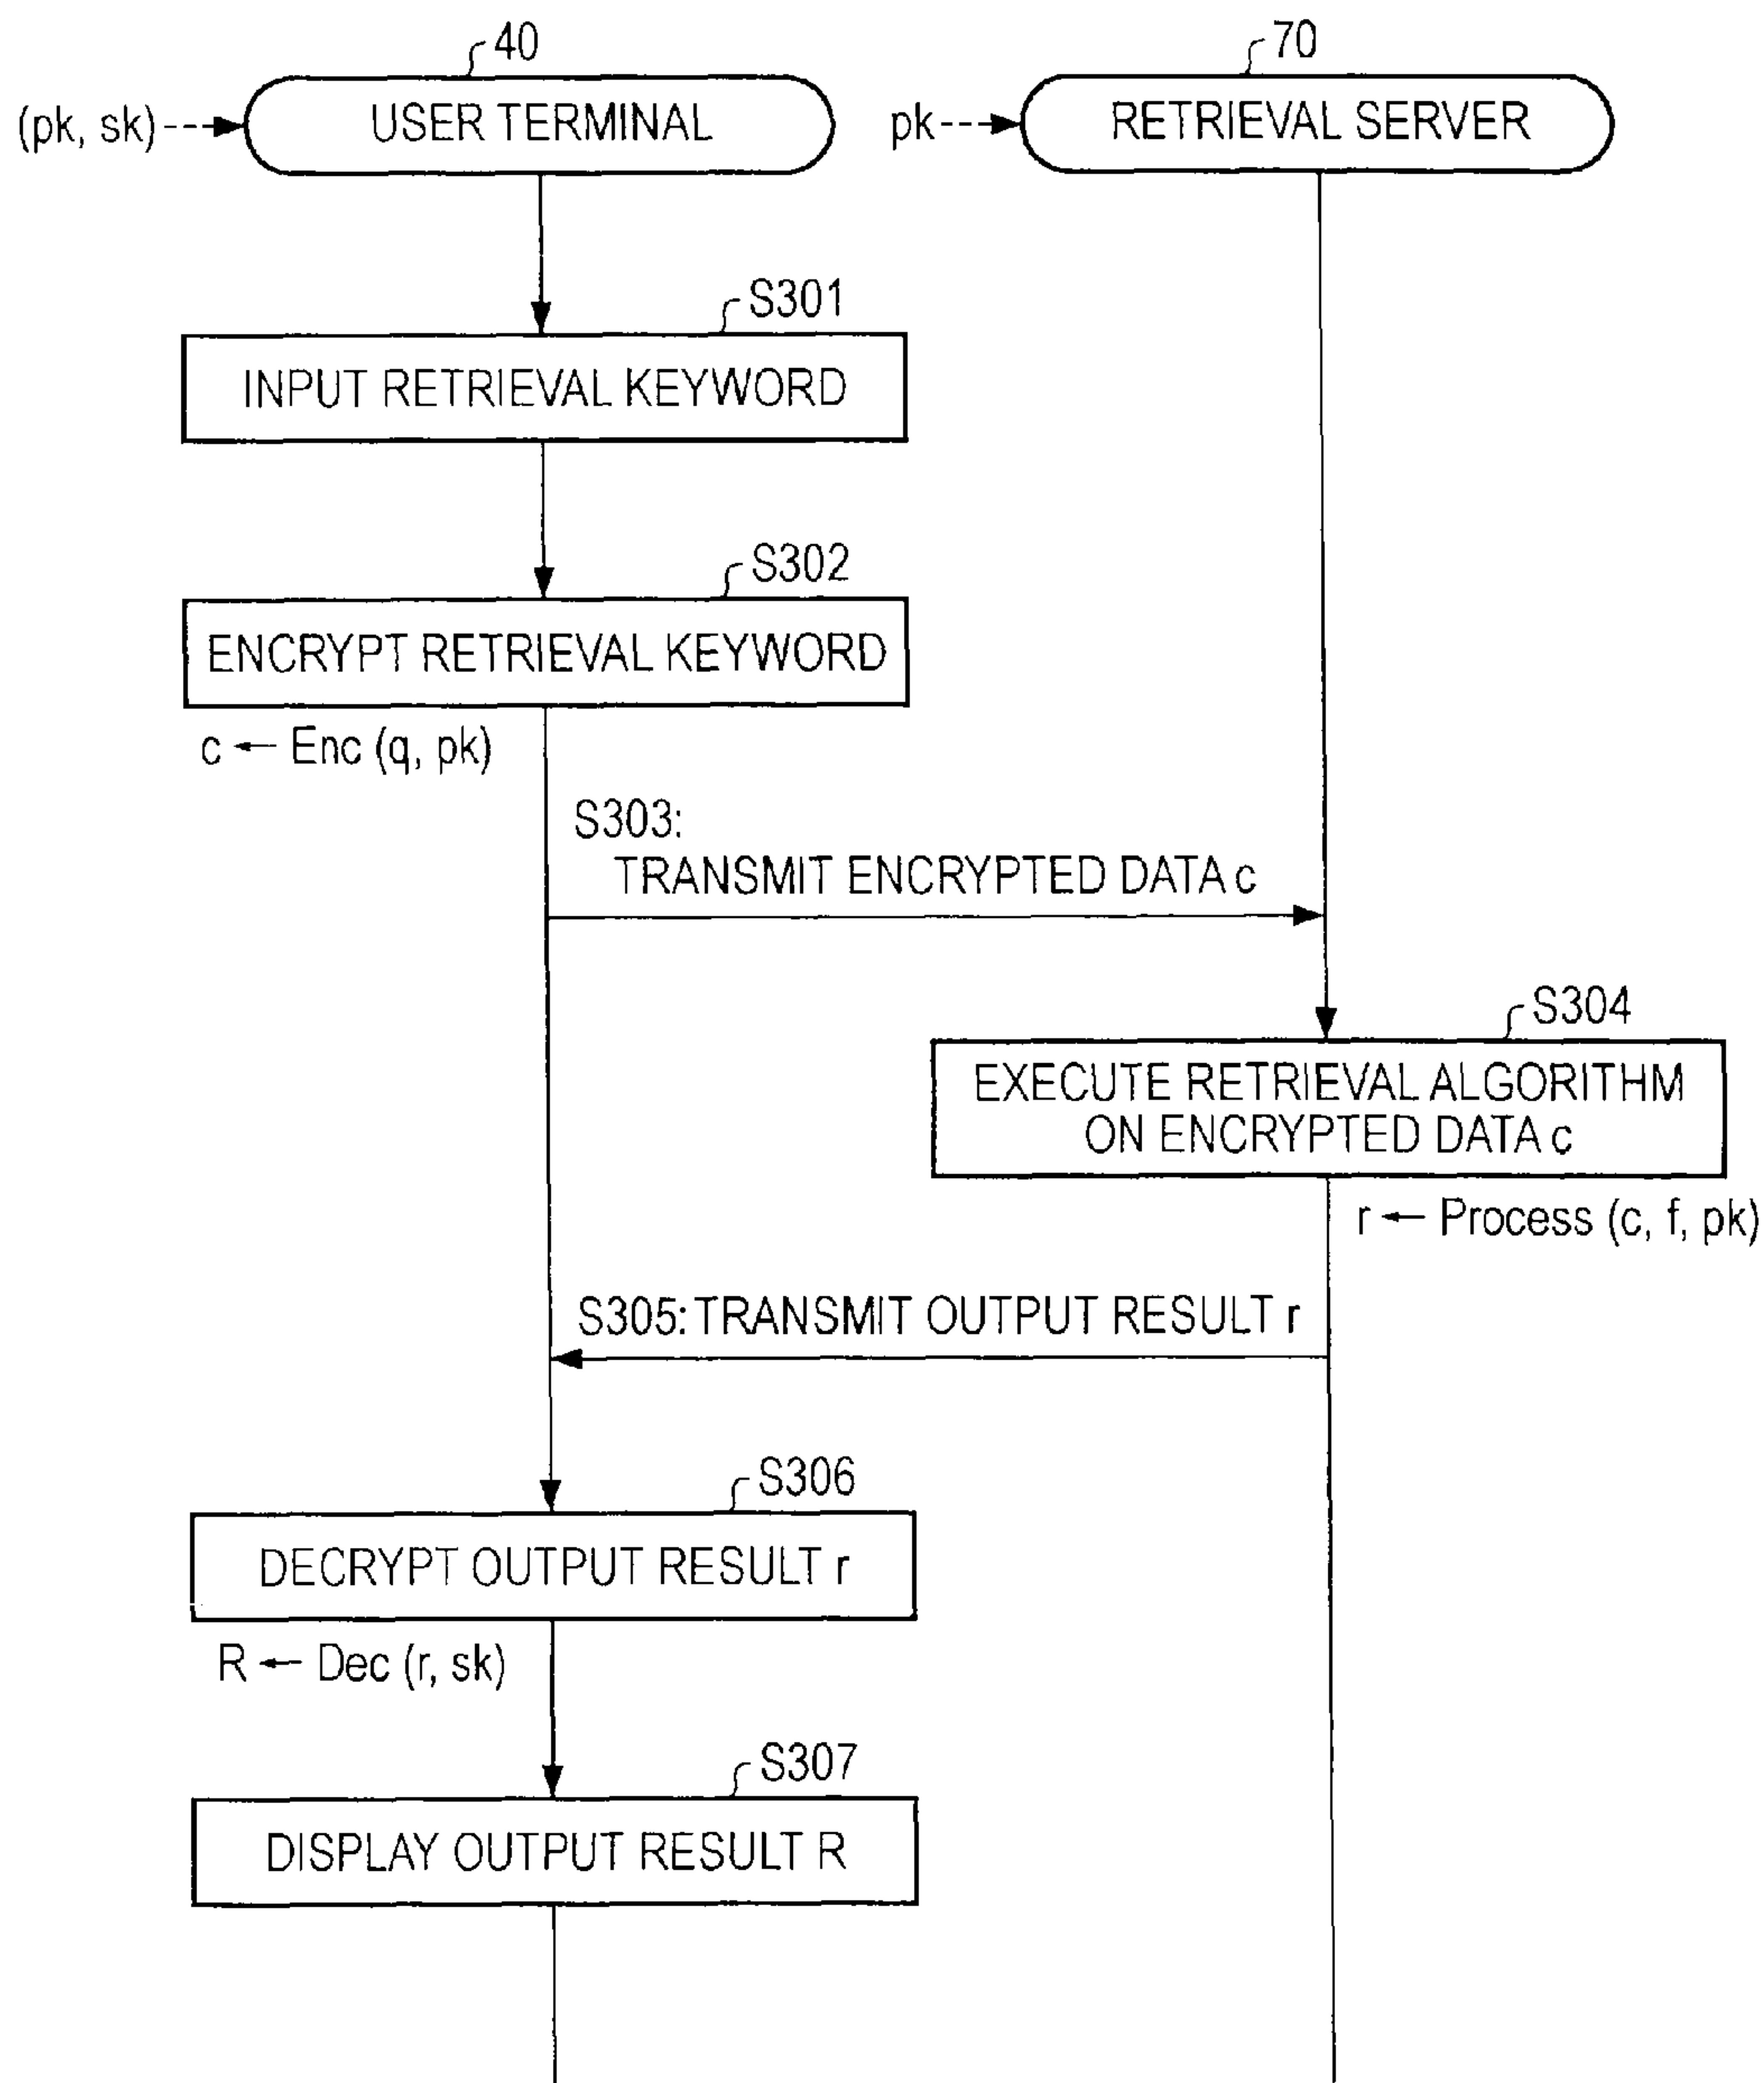 40
70
(pk, sk)
USER TERMINAL
pk
RETRIEVAL SERVER
S301
INPUT RETRIEVAL KEYWORD
S302
ENCRYPT RETRIEVAL KEYWORD
c ← Enc (q, pk)
S303:
TRANSMIT ENCRYPTED DATA c
S304
EXECUTE RETRIEVAL ALGORITHM
ON ENCRYPTED DATA c
r ← Process (c, f, pk)
S305: TRANSMIT OUTPUT RESULT r
S306
DECRYPT OUTPUT RESULT r
R ← Dec (r, sk)
S307
DISPLAY OUTPUT RESULT R